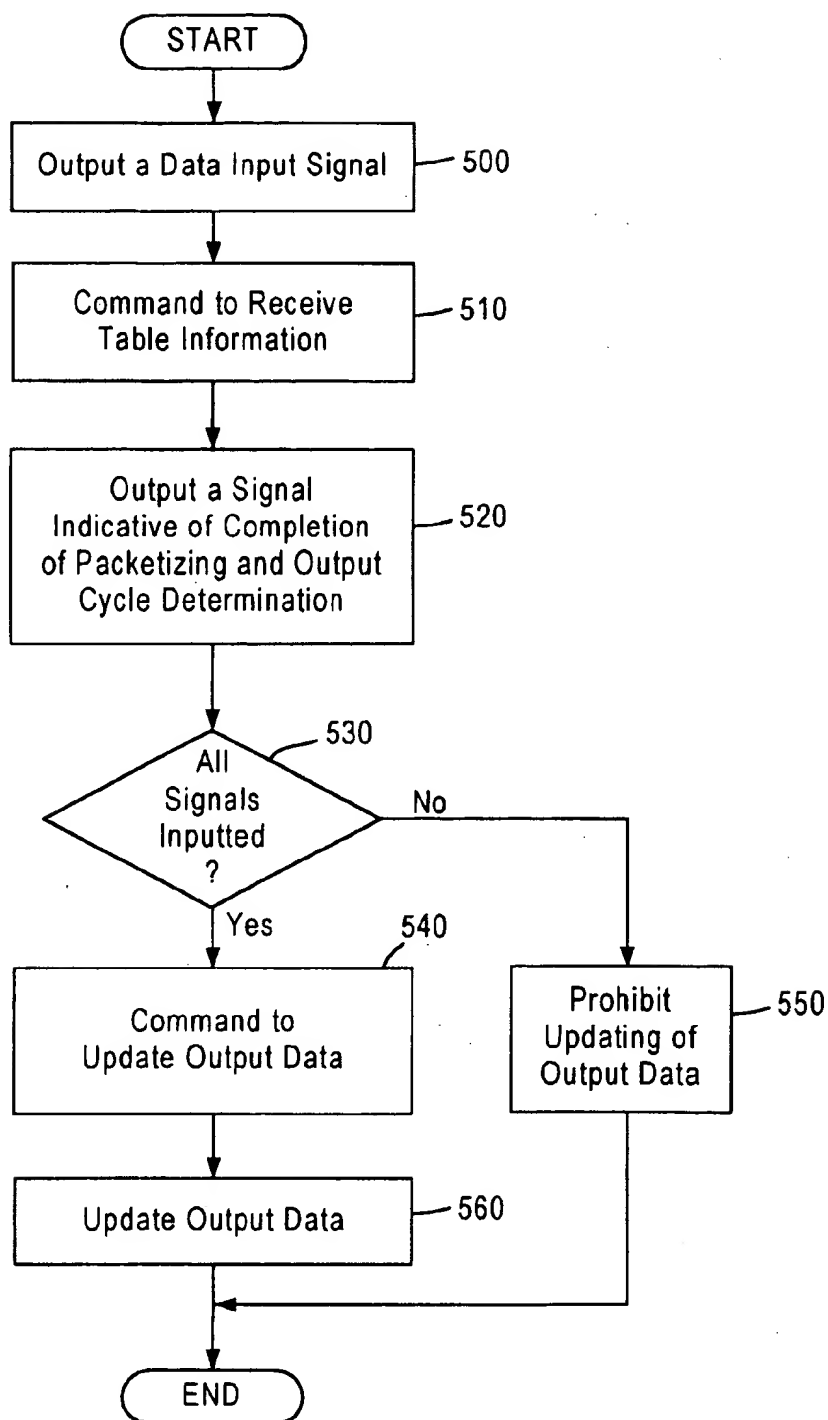 START
Output a Data Input Signal
500
Command to Receive
Table Information
510
Output a Signal
Indicative of Completion
of Packetizing and Output
Cycle Determination
520
530
All
Signals
Inputted
?
No
Yes
540
Command to
Update Output Data
Prohibit
Updating of
Output Data
550
Update Output Data
560
END